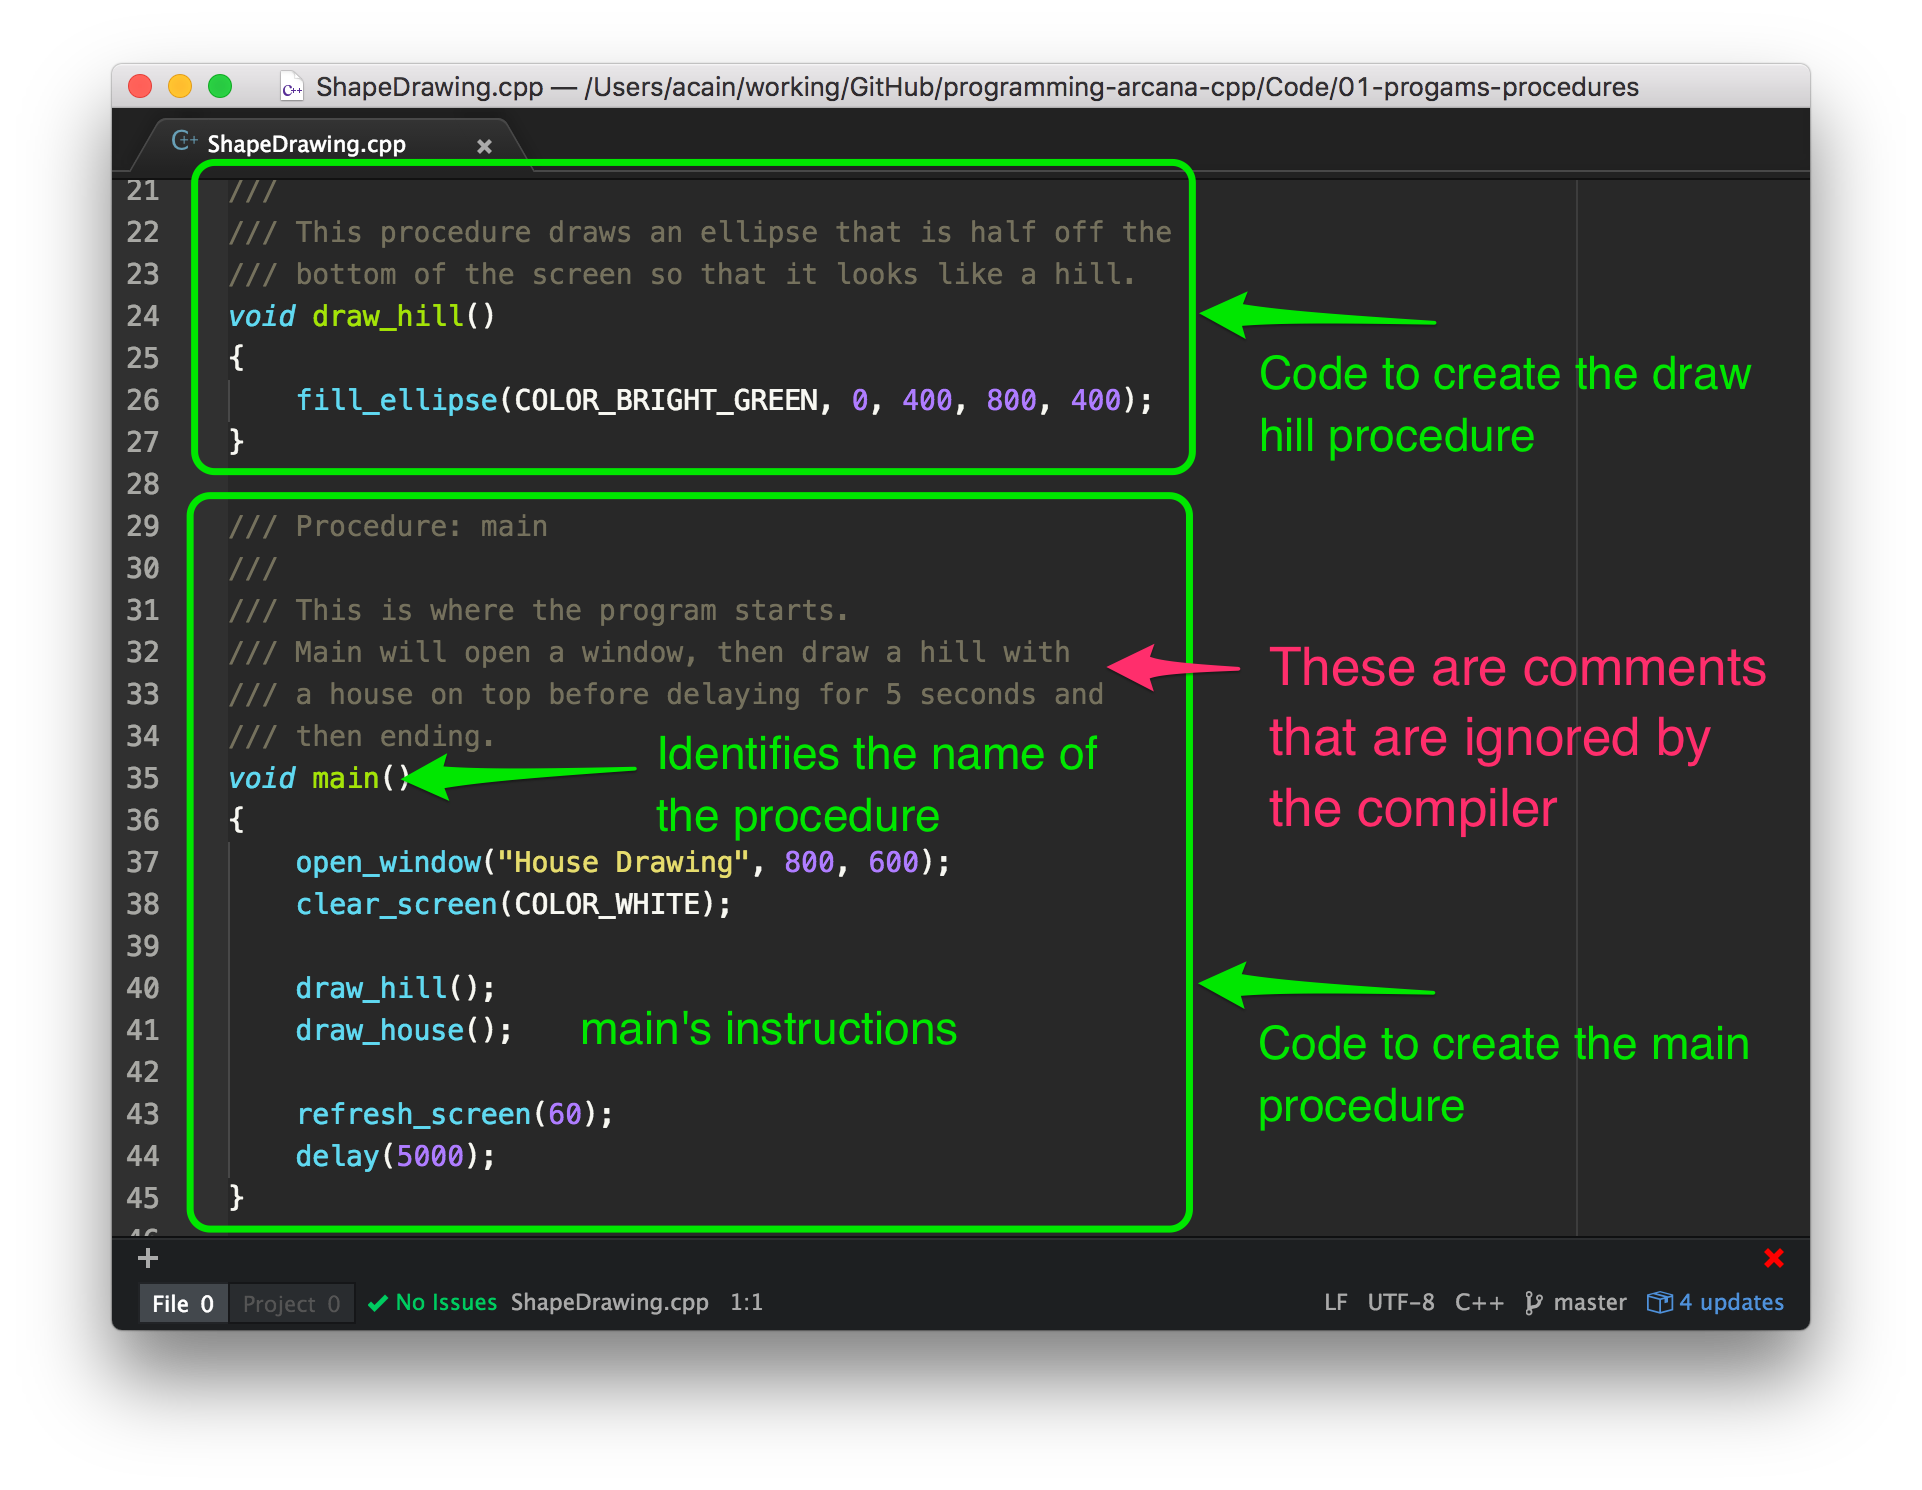 ShapeDrawing.cpp — /Users/acain/working/GitHub/programming-arcana-cpp/Code/01-progams-procedures
C++ ShapeDrawing.cpp ×
21 ///
22 /// This procedure draws an ellipse that is half off the
23 /// bottom of the screen so that it looks like a hill.
24 void draw_hill()
25 {
26 fill_ellipse(COLOR_BRIGHT_GREEN, 0, 400, 800, 400);
27 }
Code to create the draw
hill procedure
28
29 /// Procedure: main
30 ///
31 /// This is where the program starts.
32 /// Main will open a window, then draw a hill with
33 /// a house on top before delaying for 5 seconds and
34 /// then ending.
These are comments
that are ignored by
the compiler
35 void main()
Identifies the name of
the procedure
36 {
37 open_window("House Drawing", 800, 600);
38 clear_screen(COLOR_WHITE);
39
40 draw_hill();
41 draw_house();
main's instructions
42
43 refresh_screen(60);
44 delay(5000);
45 }
Code to create the main
procedure
46
+
File 0 Project 0 No Issues ShapeDrawing.cpp 1:1 LF UTF-8 C++ master 4 updates